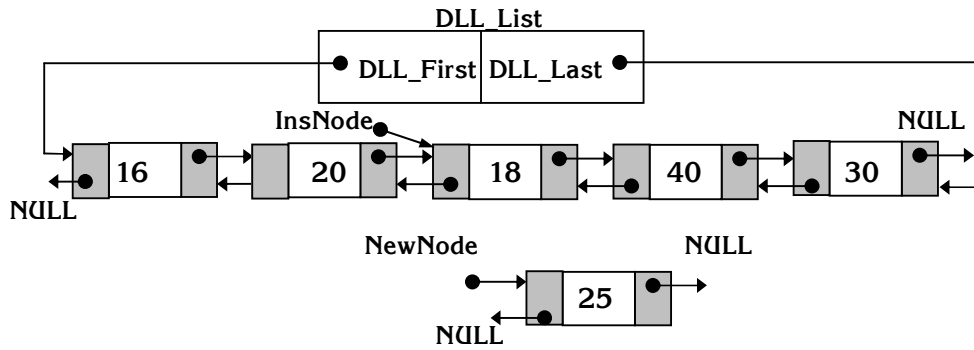 DLL_List
DLL_First DLL_Last
InsNode
NULL
16 20 18 40 30
NULL
NewNode
NULL
25
NULL